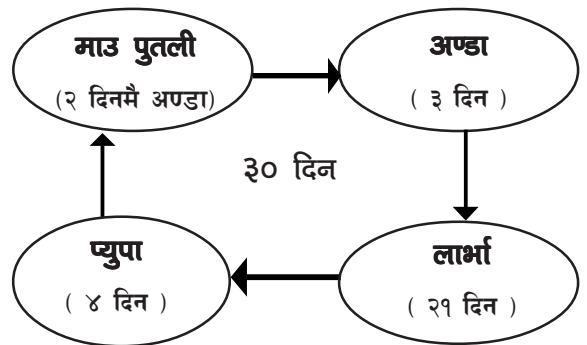 माउ पुतली
(२ दिनमै अण्डा)
अण्डा
( ३ दिन )
३० दिन
प्युपा
( ४ दिन )
लार्भा
( २१ दिन )